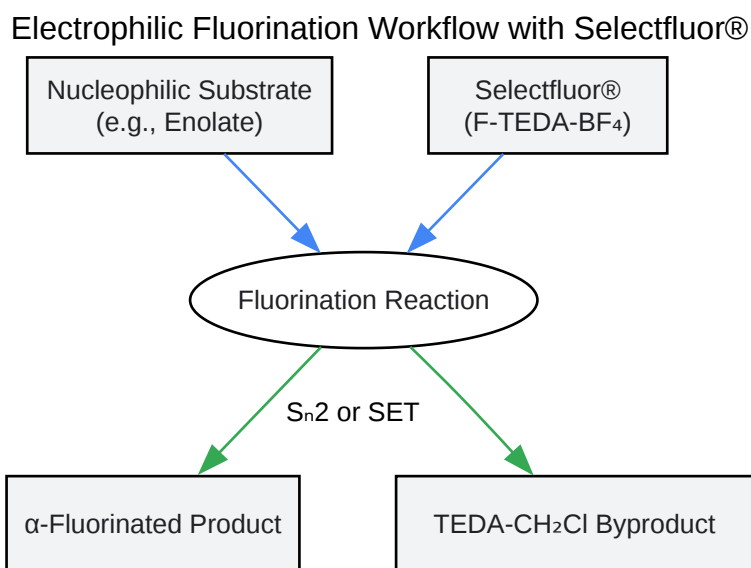 Electrophilic Fluorination Workflow with Selectfluor®
Nucleophilic Substrate
(e.g., Enolate)
Selectfluor®
(F-TEDA-BF₄)
Fluorination Reaction
Sₙ2 or SET
α-Fluorinated Product
TEDA-CH₂Cl Byproduct